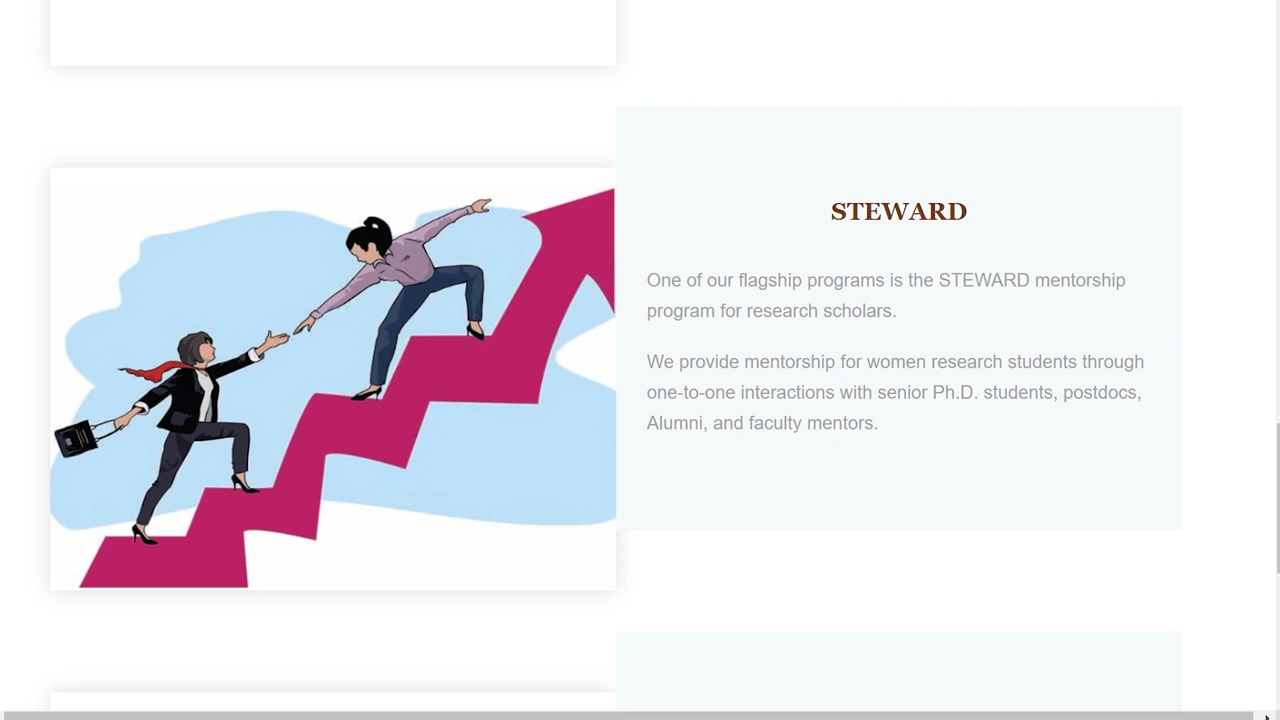 STEWARD
One of our flagship programs is the STEWARD mentorship
program for research scholars.
We provide mentorship for women research students through
one-to-one interactions with senior Ph.D. students, postdocs,
Alumni, and faculty mentors.